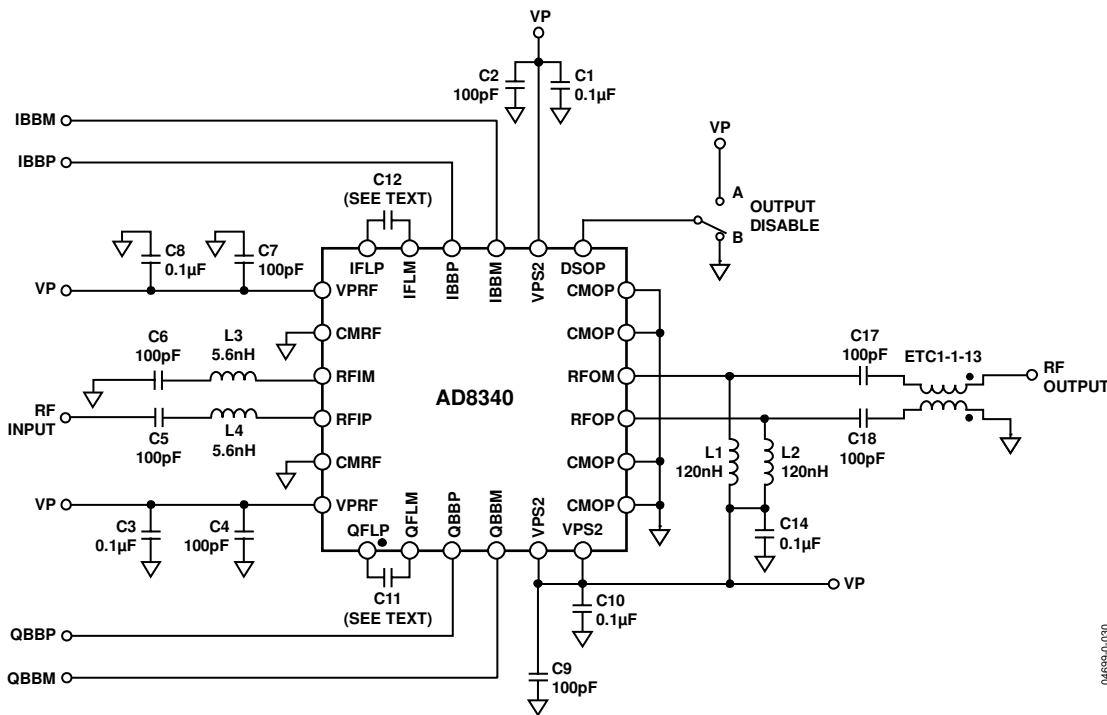 VP
C2
100pF
C1
0.1µF
IBBM
IBBP
VP
A
OUTPUT
DISABLE
B
C12
(SEE TEXT)
C8
0.1µF
C7
100pF
IFLP
IFLM
IBBP
IBBM
VPS2
DSOP
VP
VPRF
CMOP
CMRF
CMOP
C6
100pF
L3
5.6nH
RFIM
AD8340
RFOM
C17
100pF
ETC1-1-13
RF
OUTPUT
RF
INPUT
C5
100pF
L4
5.6nH
RFIP
RFOP
C18
100pF
CMRF
CMOP
L1
120nH
L2
120nH
VP
VPRF
CMOP
C3
0.1µF
C4
100pF
QFLP
QFLM
QBBP
QBBM
VPS2
VPS2
C14
0.1µF
C11
(SEE TEXT)
VP
C10
0.1µF
QBBP
C9
100pF
QBBM
04699-0-030